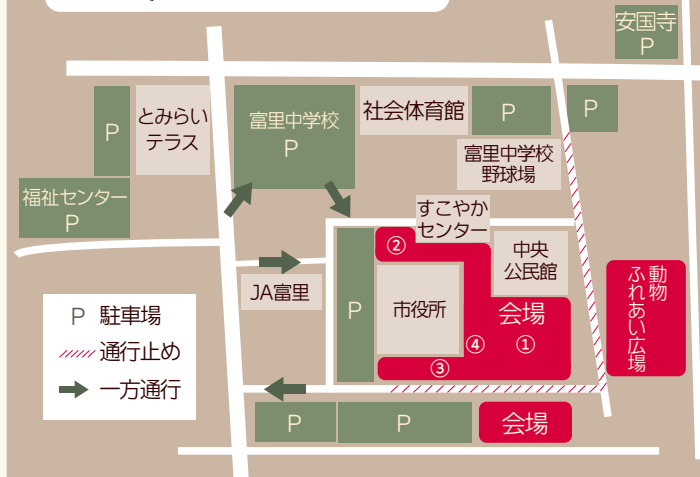 安国寺
P
とみらい
テラス
P
富里中学校
P
社会体育館
P
P
富里中学校
野球場
福祉センター
P
すこやか
センター
②
中央
公民館
JA富里
P
市役所
会場
①
④
③
動物
ふれあい広場
P 駐車場
通行止め
一方通行
P
P
会場